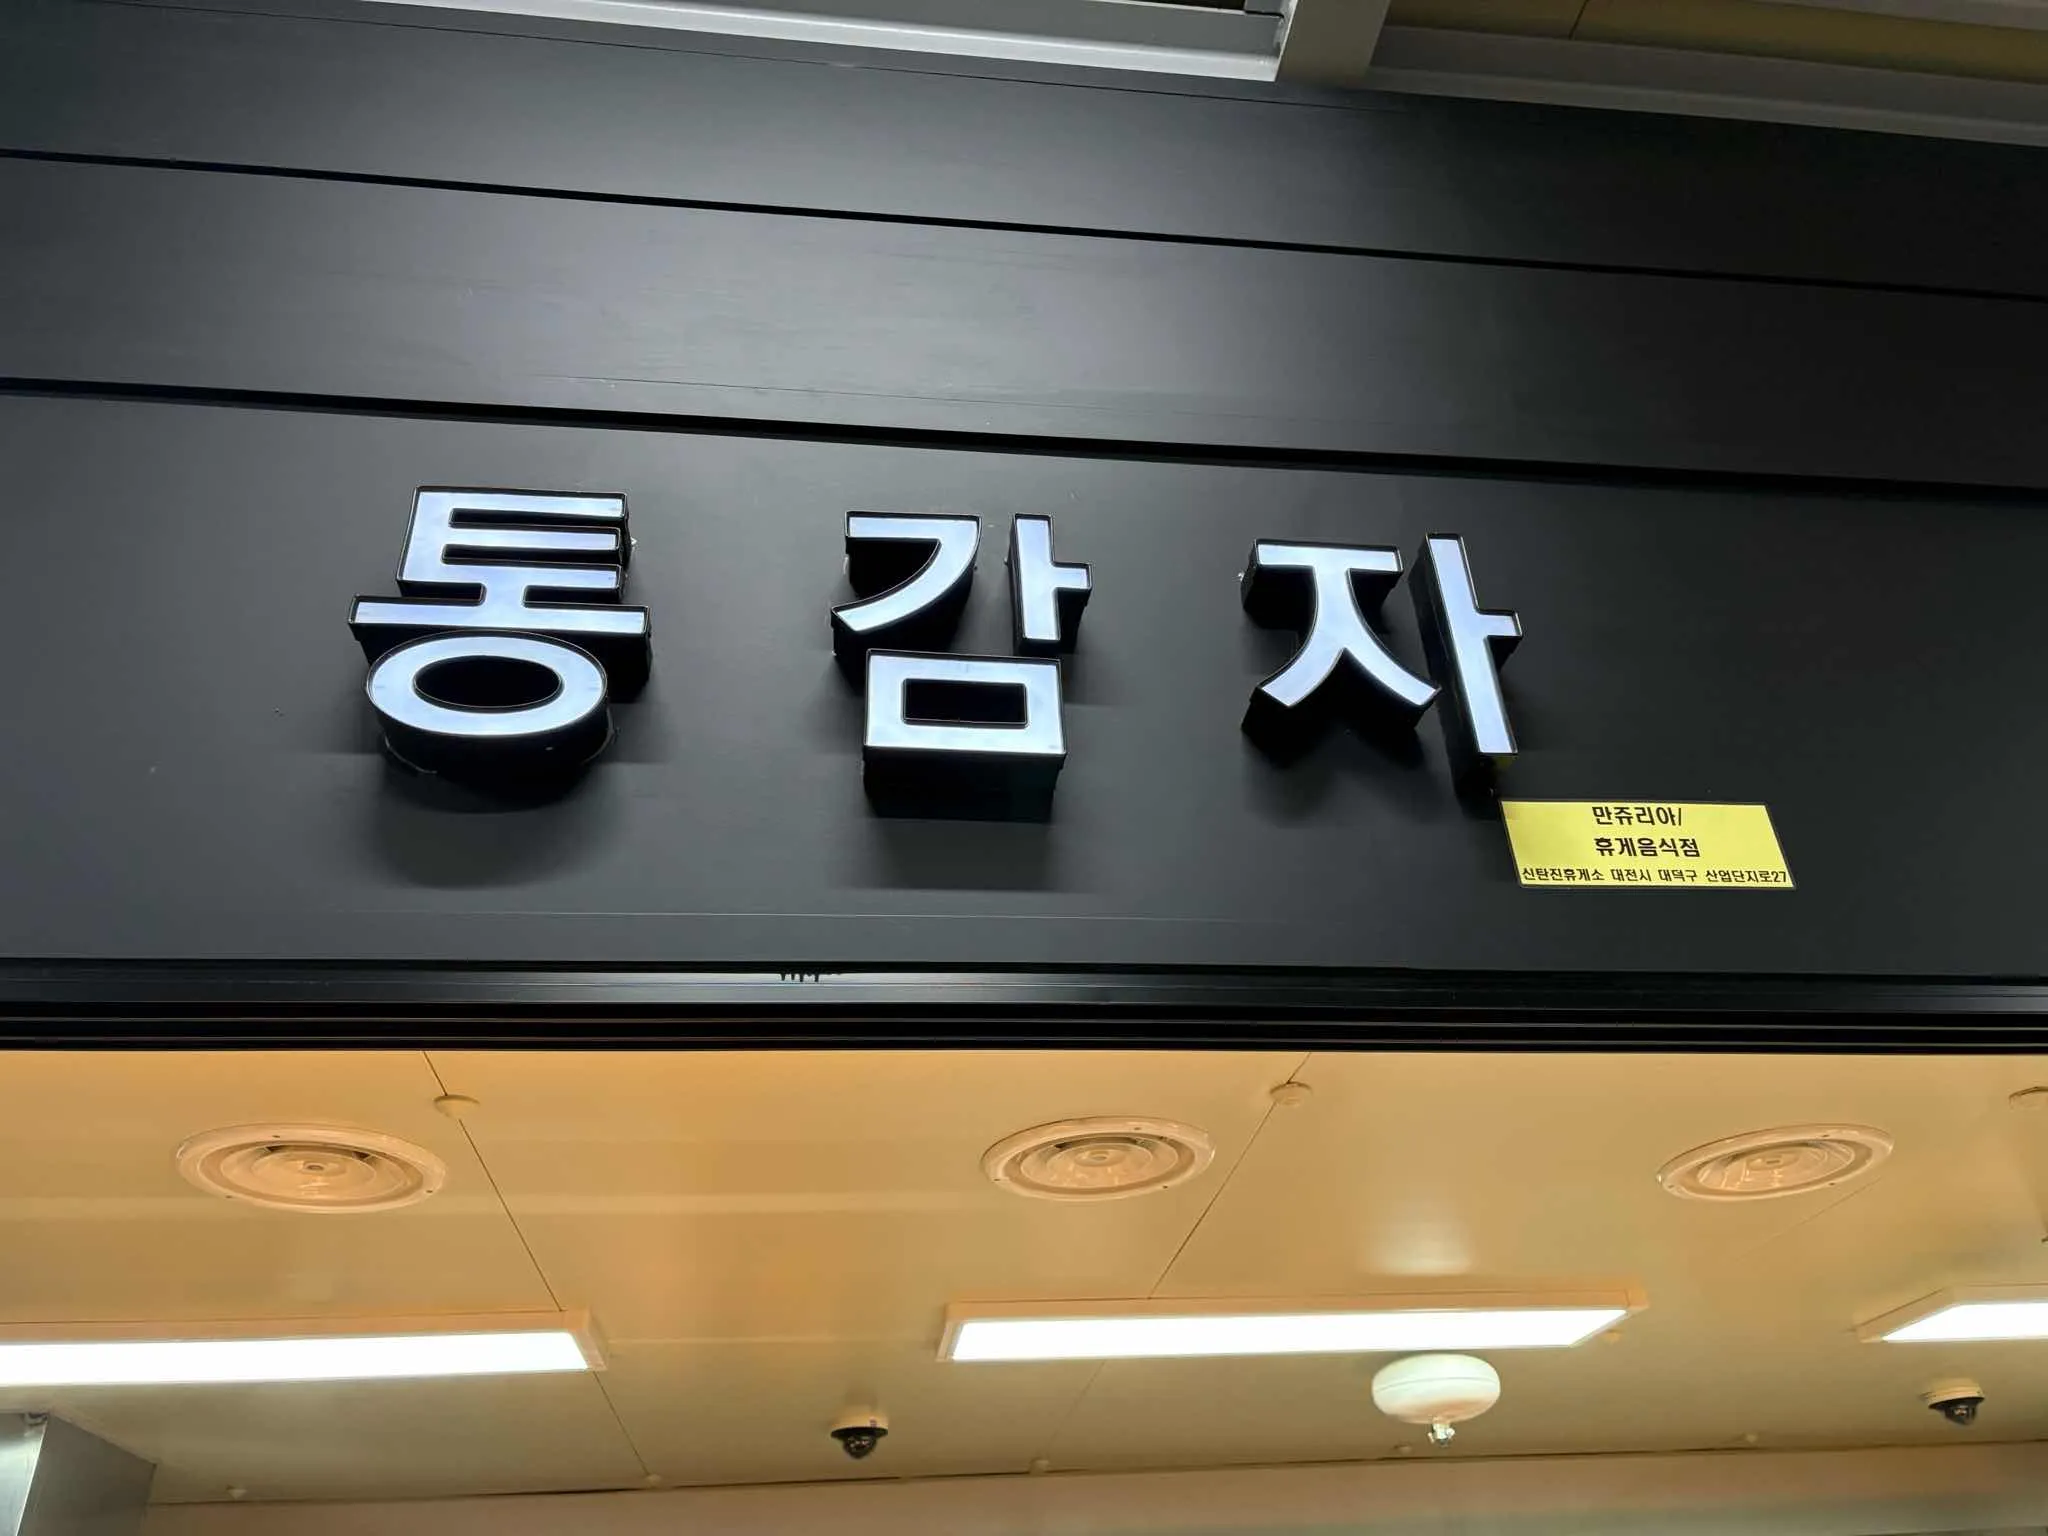 통감자
만쥬리아/
휴게음식점
신탄진휴게소 대전시 대덕구 산업단지로27